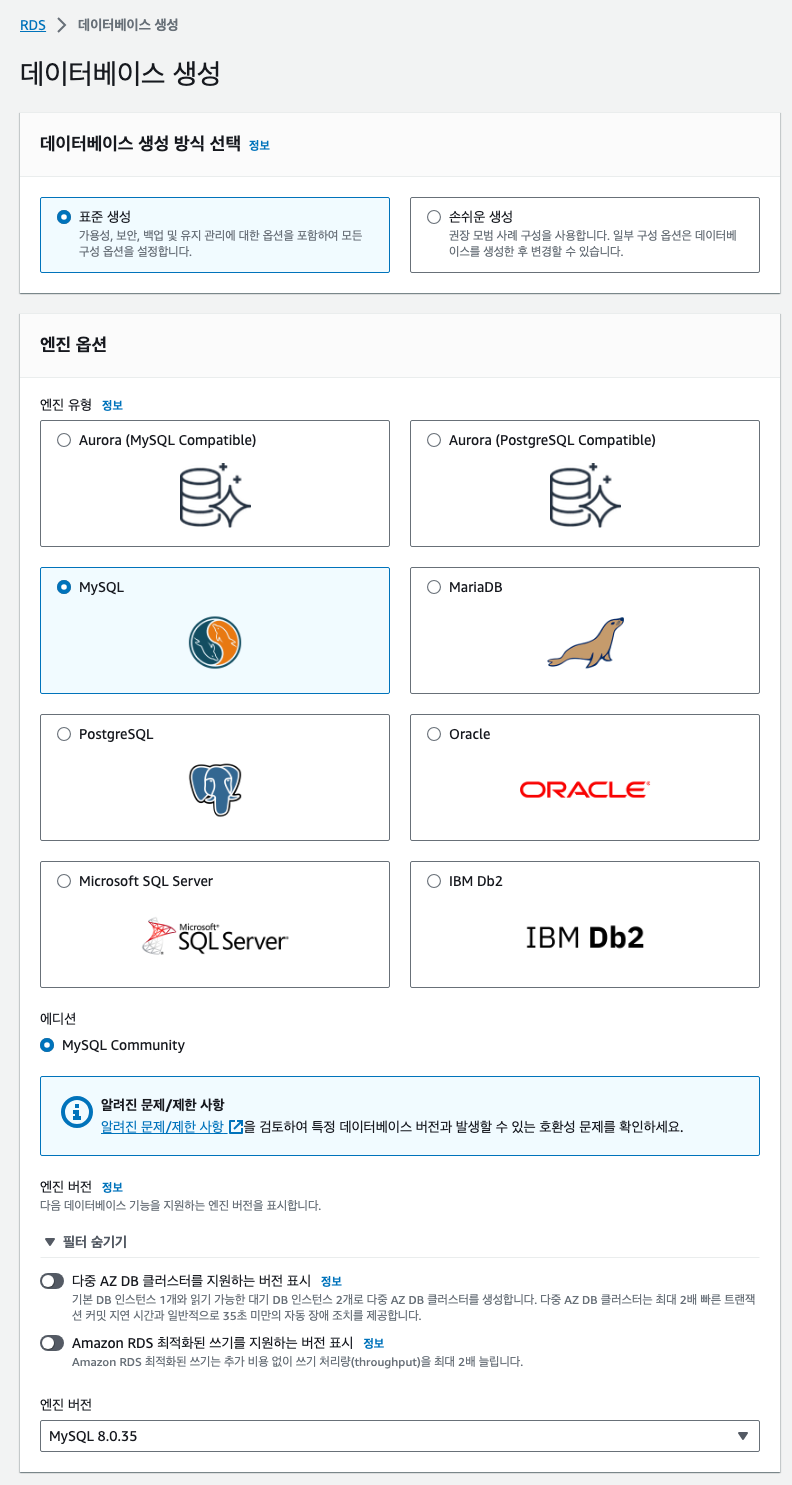 RDS > 데이터베이스 생성
데이터베이스 생성
데이터베이스 생성 방식 선택 정보
표준 생성
가용성, 보안, 백업 및 유지 관리에 대한 옵션을 포함하여 모든
구성 옵션을 설정합니다.
손쉬운 생성
권장 모범 사례 구성을 사용합니다. 일부 구성 옵션은 데이터베
이스를 생성한 후 변경할 수 있습니다.
엔진 옵션
엔진 유형 정보
Aurora (MySQL Compatible)
Aurora (PostgreSQL Compatible)
MySQL
MariaDB
PostgreSQL
Oracle
ORACLE
Microsoft SQL Server
Microsoft
SQL Server
IBM Db2
IBM Db2
에디션
MySQL Community
알려진 문제/제한 사항
알려진 문제/제한 사항 을 검토하여 특정 데이터베이스 버전과 발생할 수 있는 호환성 문제를 확인하세요.
엔진 버전 정보
다음 데이터베이스 기능을 지원하는 엔진 버전을 표시합니다.
▼ 필터 숨기기
다중 AZ DB 클러스터를 지원하는 버전 표시 정보
기본 DB 인스턴스 1개와 읽기 가능한 대기 DB 인스턴스 2개로 다중 AZ DB 클러스터를 생성합니다. 다중 AZ DB 클러스터는 최대 2배 빠른 트랜잭
션 커밋 지연 시간과 일반적으로 35초 미만의 자동 장애 조치를 제공합니다.
Amazon RDS 최적화된 쓰기를 지원하는 버전 표시 정보
Amazon RDS 최적화된 쓰기는 추가 비용 없이 쓰기 처리량(throughput)을 최대 2배 늘립니다.
엔진 버전
MySQL 8.0.35